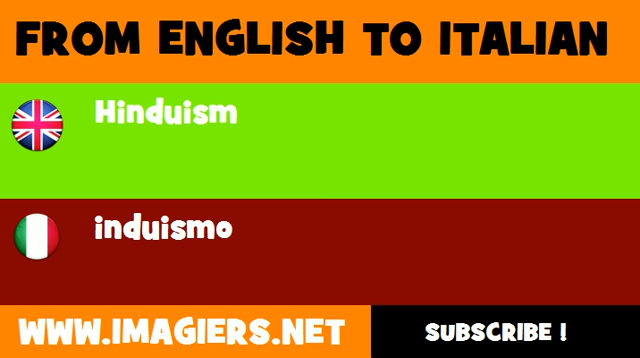 FROM ENGLISH TO ITALIAN
Hinduism
induismo
WWW.IMAGIERS.NET
SUBSCRIBE !